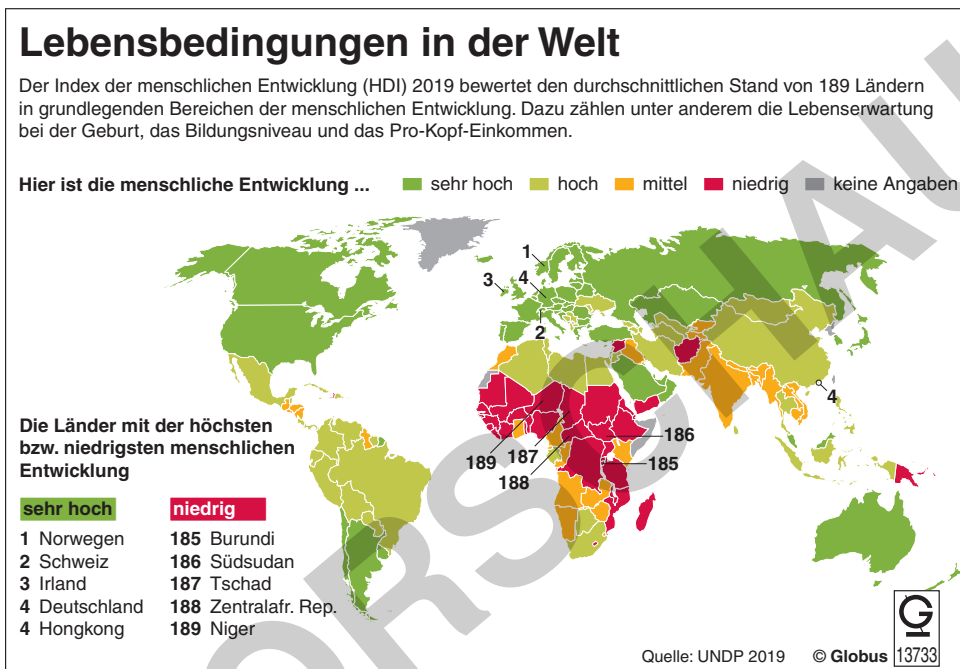 Lebensbedingungen in der Welt
Der Index der menschlichen Entwicklung (HDI) 2019 bewertet den durchschnittlichen Stand von 189 Ländern
in grundlegenden Bereichen der menschlichen Entwicklung. Dazu zählen unter anderem die Lebenserwartung
bei der Geburt, das Bildungsniveau und das Pro-Kopf-Einkommen.
Hier ist die menschliche Entwicklung ... sehr hoch hoch mittel niedrig keine Angaben
1
4
3
2
4
Die Länder mit der höchsten
bzw. niedrigsten menschlichen
Entwicklung
186
189 187 185
188
sehr hoch niedrig
1 Norwegen 185 Burundi
2 Schweiz 186 Südsudan
3 Irland 187 Tschad
4 Deutschland 188 Zentralafr. Rep.
4 Hongkong 189 Niger
Quelle: UNDP 2019 © Globus 13733